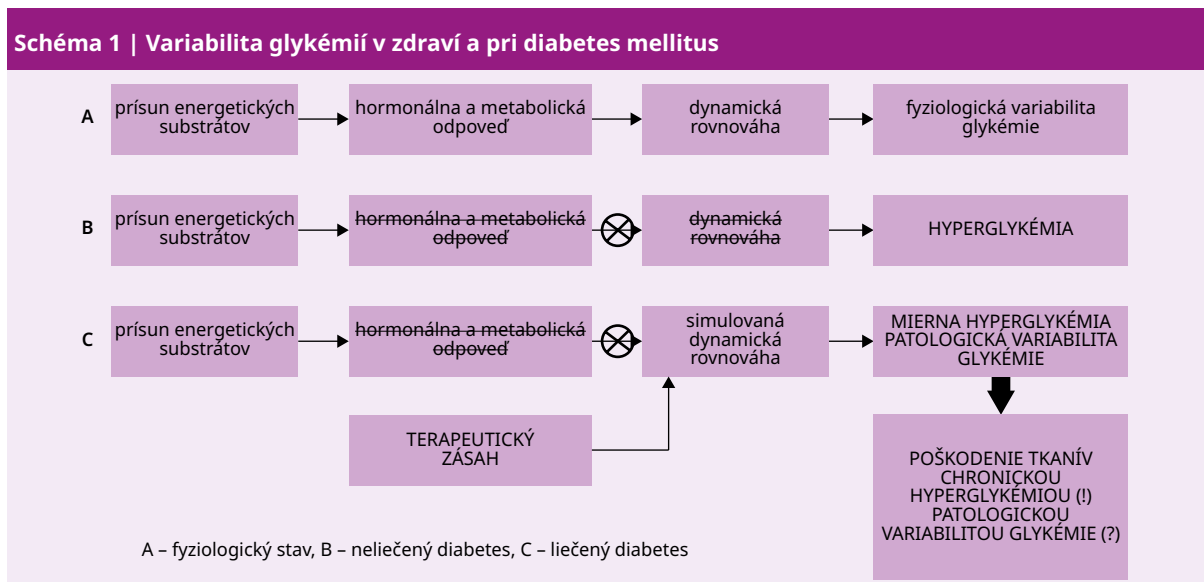 Schéma 1 | Variabilita glykémií v zdraví a pri diabetes mellitus
A
prísun energetických
substrátov
hormonálna a metabolická
odpoveď
dynamická
rovnováha
fyziologická variabilita
glykémie
B
prísun energetických
substrátov
hormonálna a metabolická
odpoveď
dynamická
rovnováha
HYPERGLYKÉMIA
C
prísun energetických
substrátov
hormonálna a metabolická
odpoveď
simulovaná
dynamická
rovnováha
MIERNA HYPERGLYKÉMIA
PATOLOGICKÁ VARIABILITA
GLYKÉMIE
TERAPEUTICKÝ
ZÁSAH
POŠKODENIE TKANÍV
CHRONICKOU
HYPERGLYKÉMIOU (!)
PATOLOGICKOU
VARIABILITOU GLYKÉMIE (?)
A – fyziologický stav, B – neliečený diabetes, C – liečený diabetes